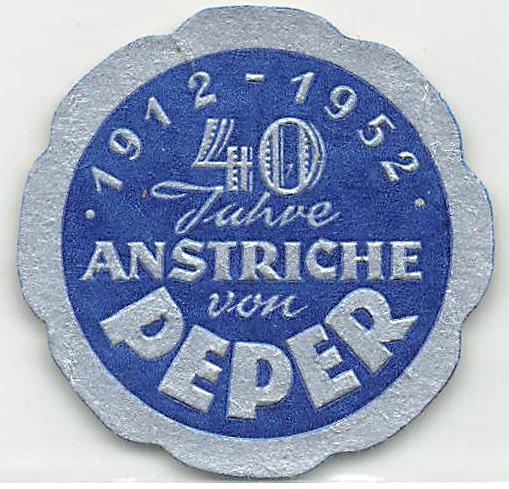 · 1912 - 1952 ·
40
Jahre
ANSTRICHE
von
PEPER